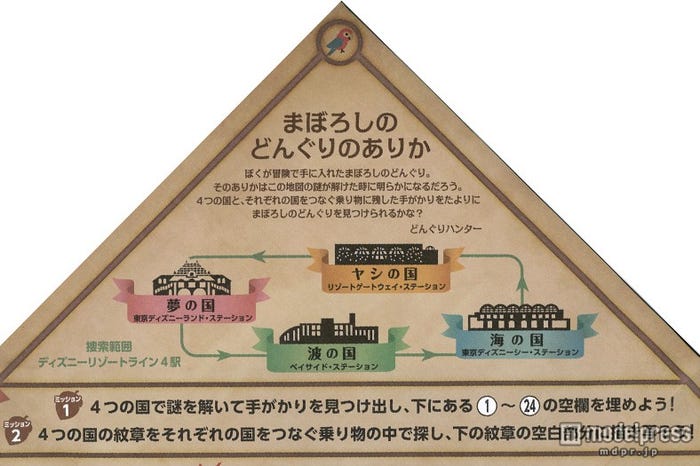 まぼろしの
どんぐりのありか
ぼくが冒険で手に入れたまぼろしのどんぐり。
そのありかはこの地図の謎が解けた時に明らかになるだろう。
4つの国と、それぞれの国をつなぐ乗り物に残した手がかりをたよりに
まぼろしのどんぐりを見つけられるかな？
どんぐりハンター
ヤシの国
リゾートゲートウェイ・ステーション
夢の国
東京ディズニーランド・ステーション
海の国
東京ディズニーシー・ステーション
波の国
ベイサイド・ステーション
捜索範囲
ディズニーリゾートライン4駅
ミッション1 4つの国で謎を解いて手がかりを見つけ出し、下にある①～㉔の空欄を埋めよう！
ミッション2 4つの国の紋章をそれぞれの国をつなぐ乗り物の中で探し、下の紋章の空白
modelpress
mdpr.jp